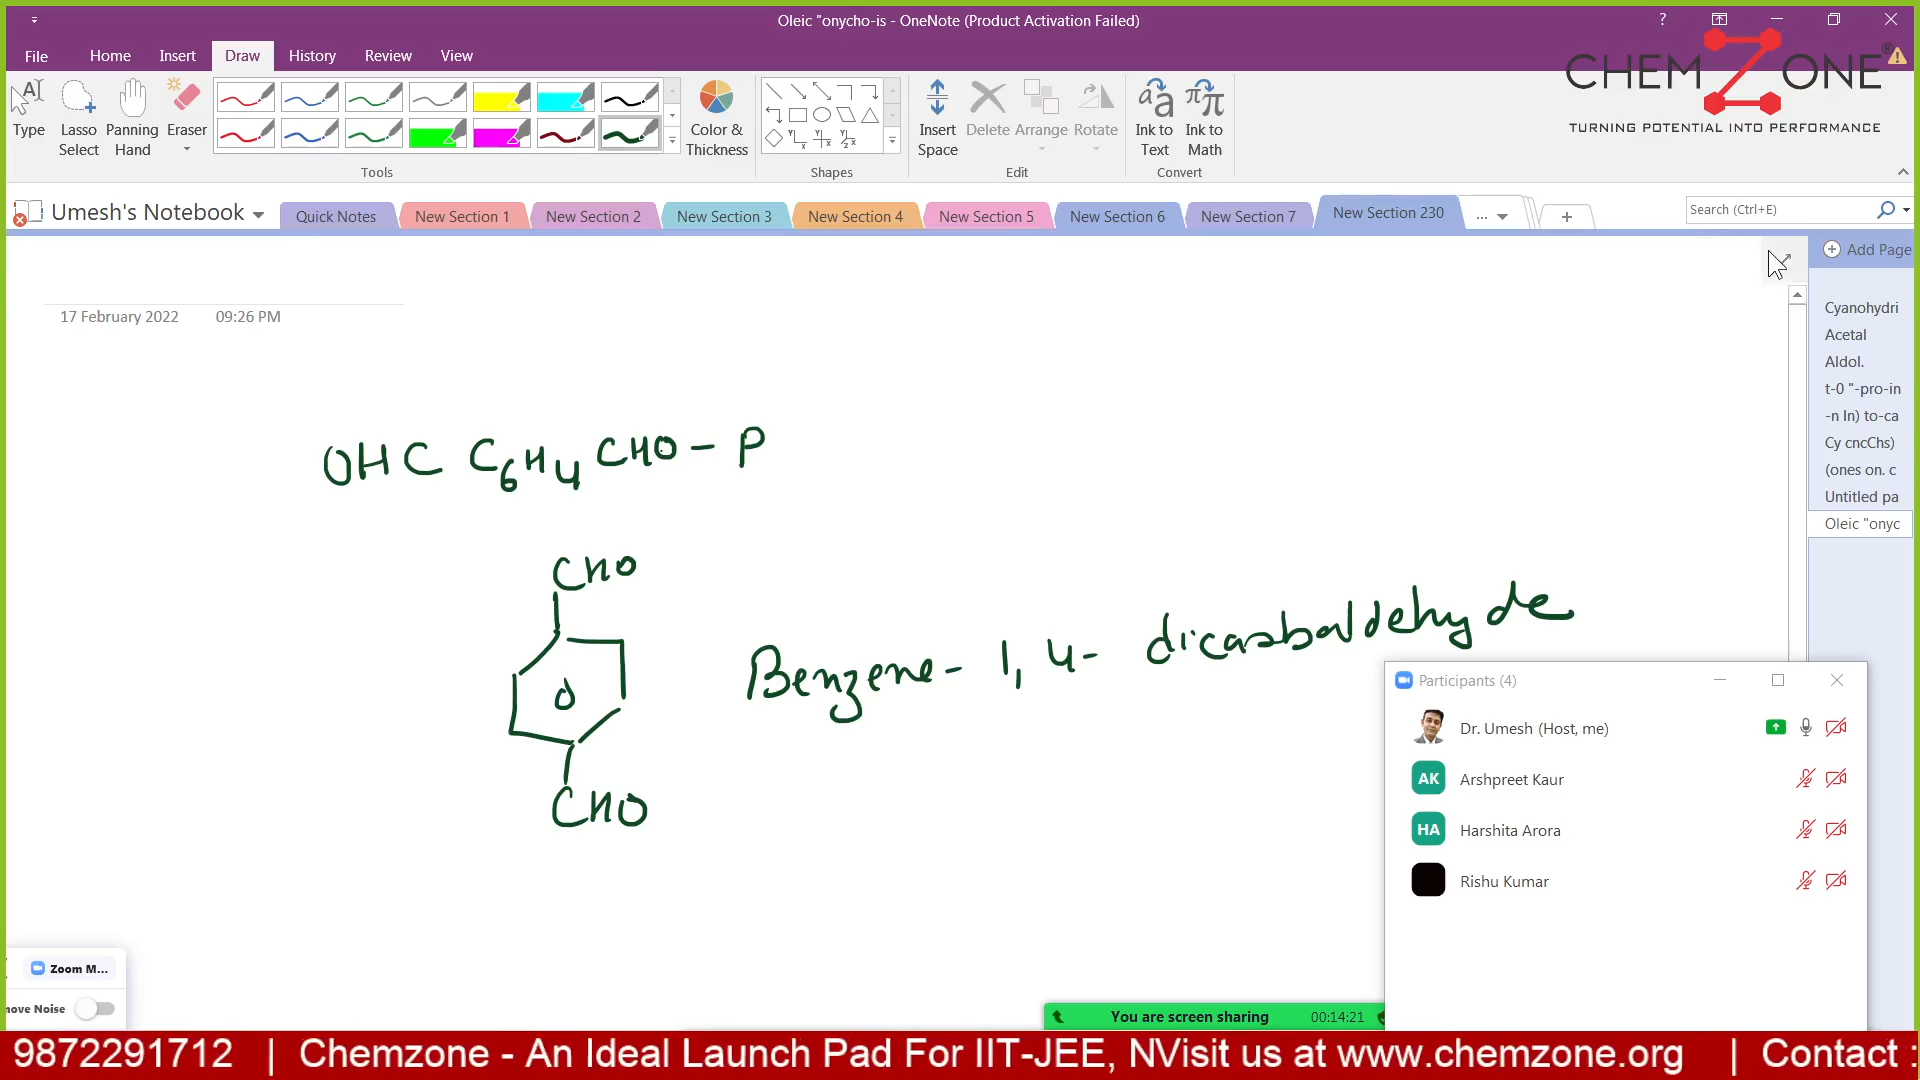 Oleic "onycho-is - OneNote (Product Activation Failed)
?
File Home Insert Draw History Review View
CHEMZONE®
TURNING POTENTIAL INTO PERFORMANCE
Type
Lasso Select
Panning Hand
Eraser
Color & Thickness
Insert Space
Delete
Arrange
Rotate
Ink to Text
Ink to Math
Tools Shapes Edit Convert
Umesh's Notebook
Quick Notes New Section 1 New Section 2 New Section 3 New Section 4 New Section 5 New Section 6 New Section 7 New Section 230 ... +
Search (Ctrl+E)
Add Page
17 February 2022 09:26 PM
Cyanohydri
Acetal
Aldol.
t-0 "-pro-in
-n In) to-ca
Cy cncChs)
(ones on. c
Untitled pa
Oleic "onyc
OHC C6H4 CHO - P
CHO
Benzene - 1, 4- dicarbaldehyde
CHO
Participants (4)
Dr. Umesh (Host, me)
AK Arshpreet Kaur
HA Harshita Arora
Rishu Kumar
Zoom M...
nove Noise
You are screen sharing 00:14:21
9872291712 | Chemzone - An Ideal Launch Pad For IIT-JEE, NVisit us at www.chemzone.org | Contact :